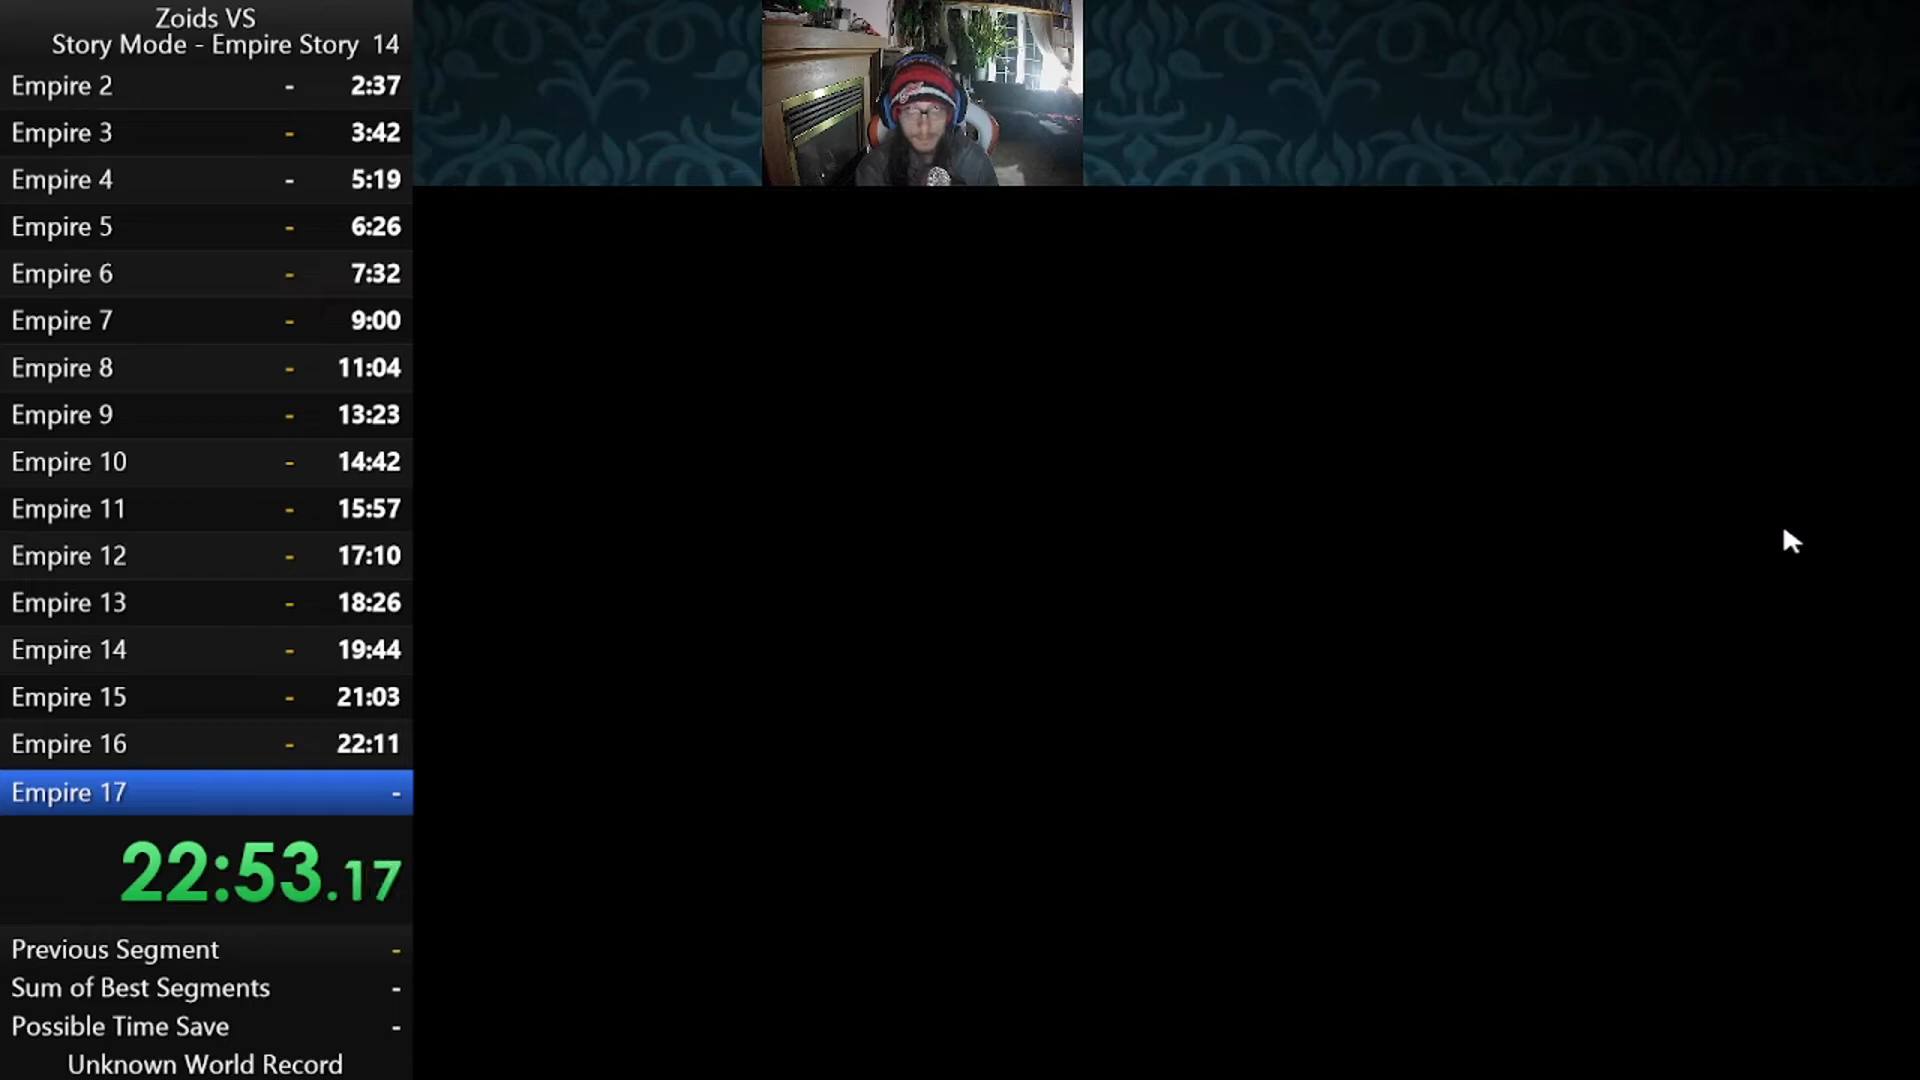 Zoids VS
Story Mode - Empire Story 14
Empire 2 - 2:37
Empire 3 - 3:42
Empire 4 - 5:19
Empire 5 - 6:26
Empire 6 - 7:32
Empire 7 - 9:00
Empire 8 - 11:04
Empire 9 - 13:23
Empire 10 - 14:42
Empire 11 - 15:57
Empire 12 - 17:10
Empire 13 - 18:26
Empire 14 - 19:44
Empire 15 - 21:03
Empire 16 - 22:11
Empire 17 -
22:53.17
Previous Segment -
Sum of Best Segments -
Possible Time Save -
Unknown World Record